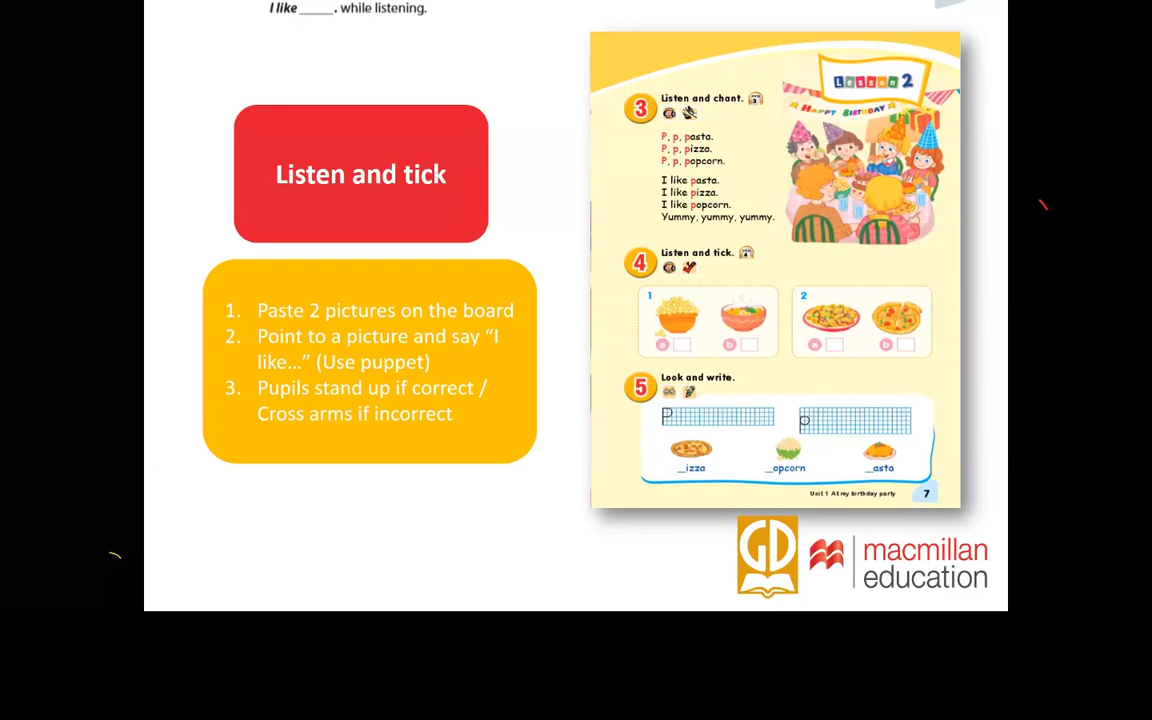 I like _____. while listening.
Listen and tick
1. Paste 2 pictures on the board
2. Point to a picture and say “I
like...” (Use puppet)
3. Pupils stand up if correct /
Cross arms if incorrect
Lesson 2
HAPPY BIRTHDAY
3 Listen and chant.
P, p, pasta.
P, p, pizza.
P, p, popcorn.
I like pasta.
I like pizza.
I like popcorn.
Yummy, yummy, yummy.
4 Listen and tick.
1
a
b
2
a
b
5 Look and write.
P
p
_izza
_opcorn
_asta
Unit 1 At my birthday party
7
GD
macmillan
education